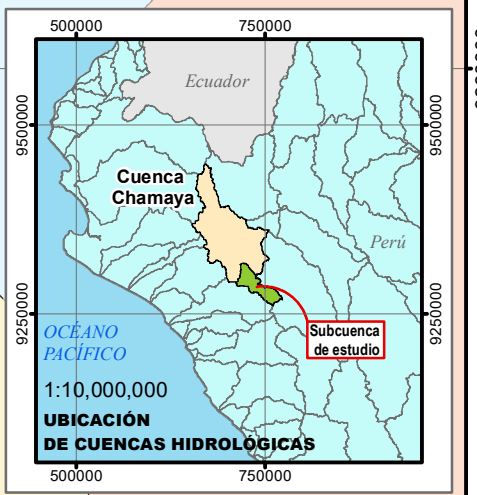 500000 750000
Ecuador
9500000 9500000
Cuenca
Chamaya
Perú
9250000 9250000
OCÉANO
PACÍFICO
Subcuenca
de estudio
1:10,000,000
UBICACIÓN
DE CUENCAS HIDROLÓGICAS
500000 750000